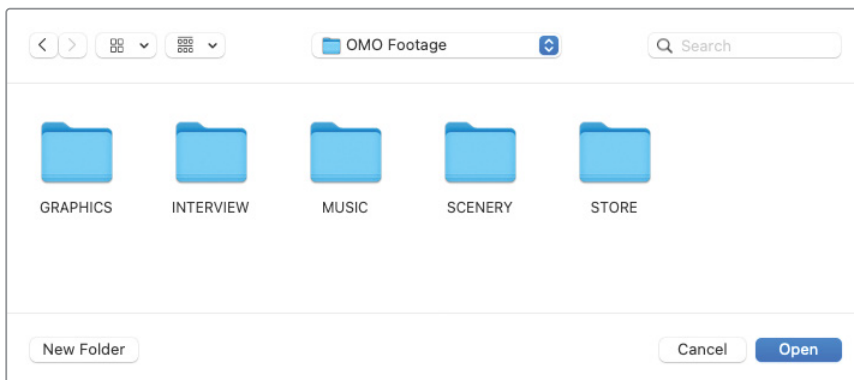 OMO Footage
Search
GRAPHICS INTERVIEW MUSIC SCENERY STORE
New Folder Cancel Open